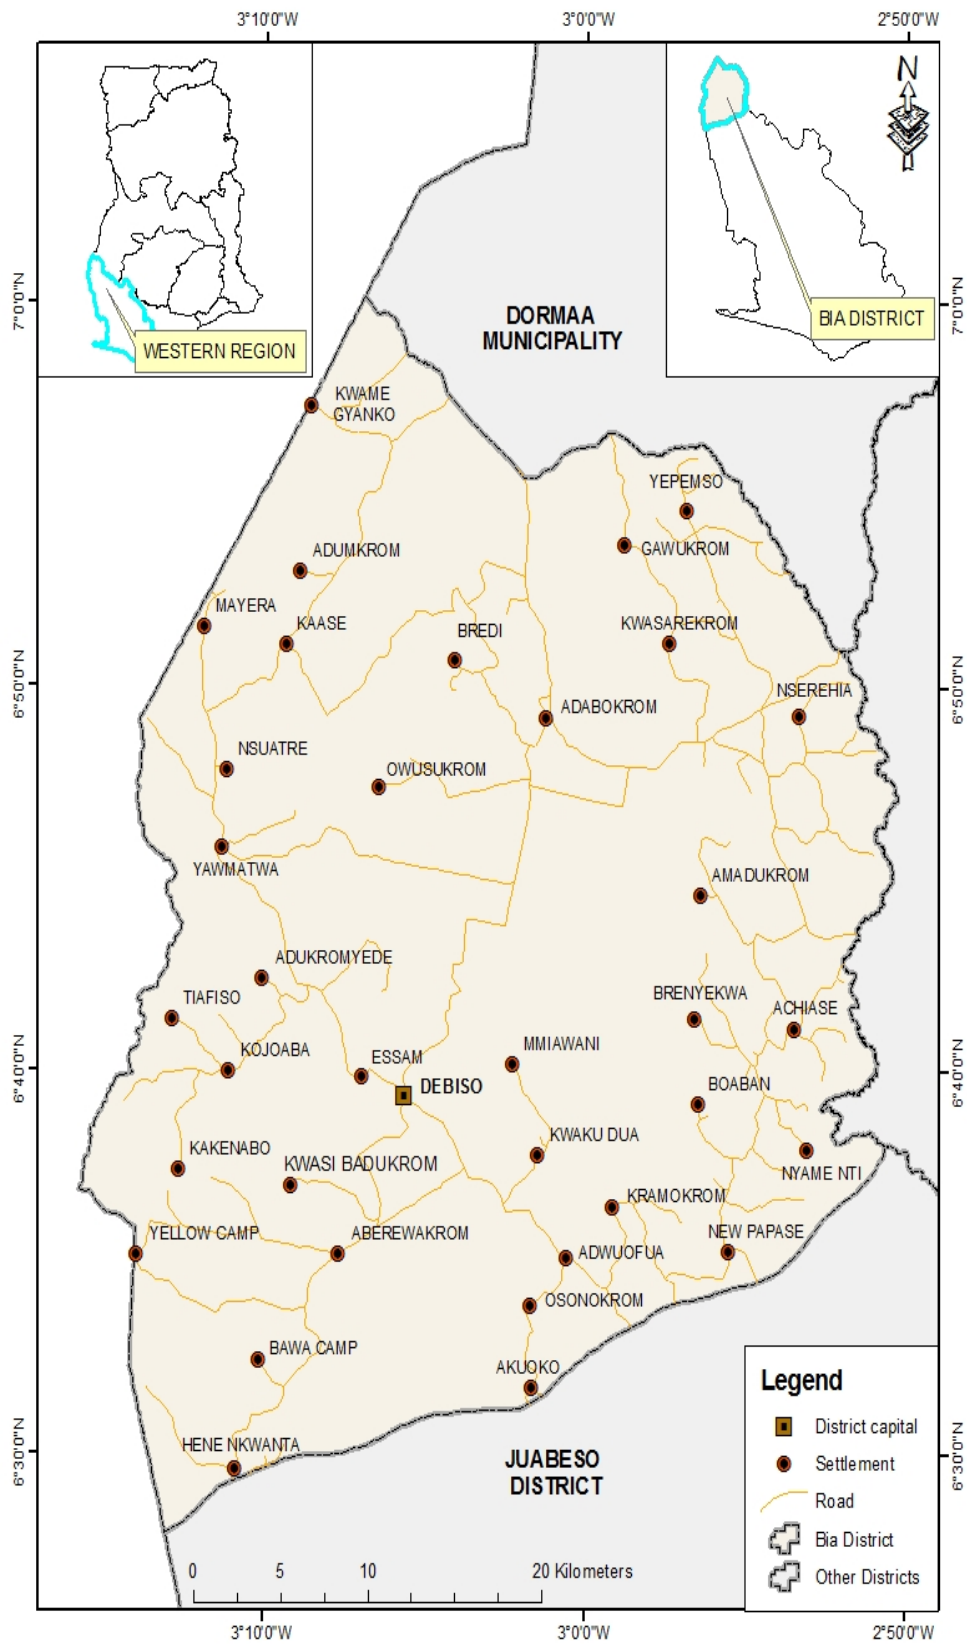 3°10'0"W
3°0'0"W
2°50'0"W
N
7°0'0"N
7°0'0"N
WESTERN REGION
BIA DISTRICT
DORMAA
MUNICIPALITY
KWAME
GYANKO
YEPEMSO
GAWUKROM
ADUMKROM
MAYERA
KAASE
BREDI
KWASAREKROM
6°50'0"N
6°50'0"N
NSEREHIA
ADABOKROM
NSUATRE
OWUSUKROM
YAWMATWA
AMADUKROM
ADUKROMYEDE
TIAFISO
BRENYEKWA
ACHIASE
KOJOABA
ESSAM
MMIAWANI
6°40'0"N
6°40'0"N
DEBISO
BOABAN
KAKENABO
KWASI BADUKROM
KWAKU DUA
NYAME NTI
KRAMOKROM
YELLOW CAMP
ABEREWAKROM
ADWUOFUA
NEW PAPASE
OSONOKROM
BAWA CAMP
AKUOKO
HENE NKWANTA
6°30'0"N
6°30'0"N
JUABESO
DISTRICT
Legend
District capital
Settlement
Road
Bia District
Other Districts
0 5 10 20 Kilometers
3°10'0"W
3°0'0"W
2°50'0"W